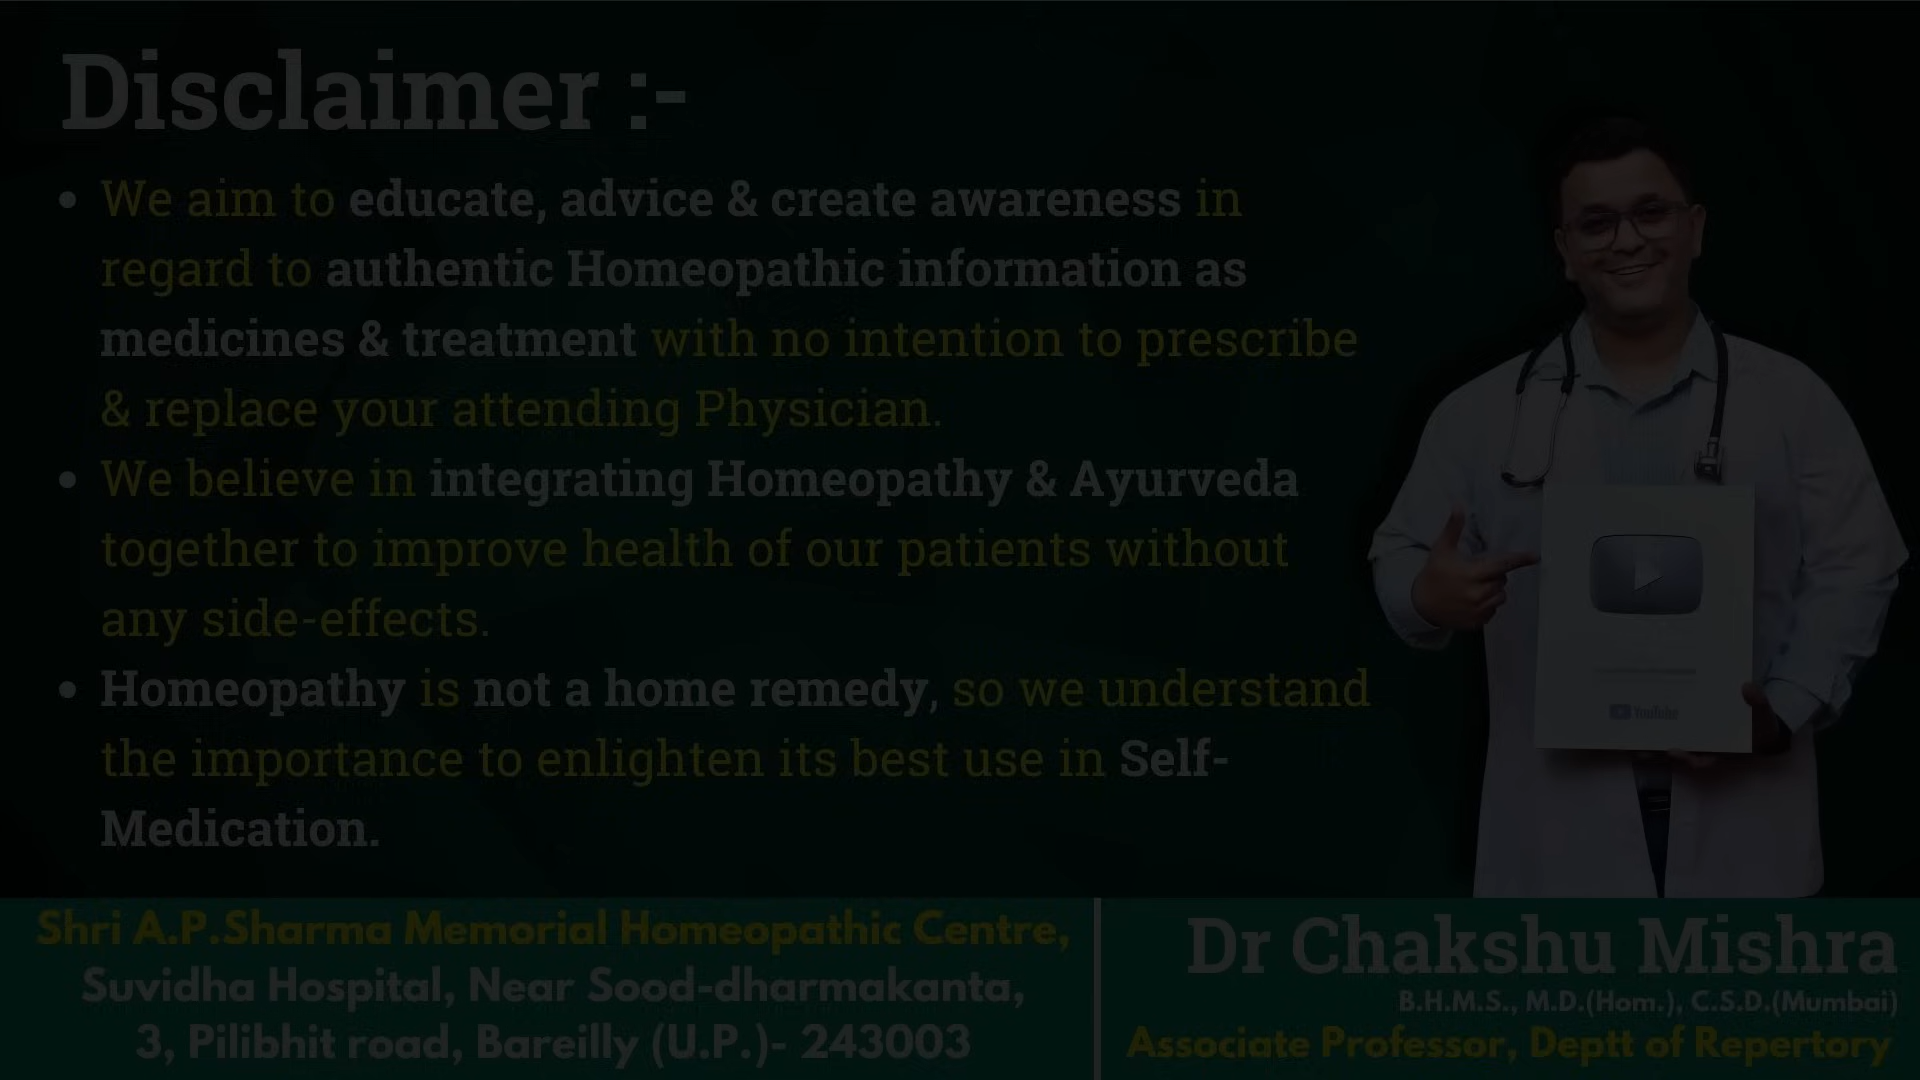 Disclaimer :-
• We aim to educate, advice & create awareness in
regard to authentic Homeopathic information as
medicines & treatment with no intention to prescribe
& replace your attending Physician.
• We believe in integrating Homeopathy & Ayurveda
together to improve health of our patients without
any side-effects.
• Homeopathy is not a home remedy, so we understand
the importance to enlighten its best use in Self-
Medication.
YouTube
Shri A.P.Sharma Memorial Homeopathic Centre,
Suvidha Hospital, Near Sood-dharmakanta,
3, Pilibhit road, Bareilly (U.P.)- 243003
Dr Chakshu Mishra
B.H.M.S., M.D.(Hom.), C.S.D.(Mumbai)
Associate Professor, Deptt of Repertory